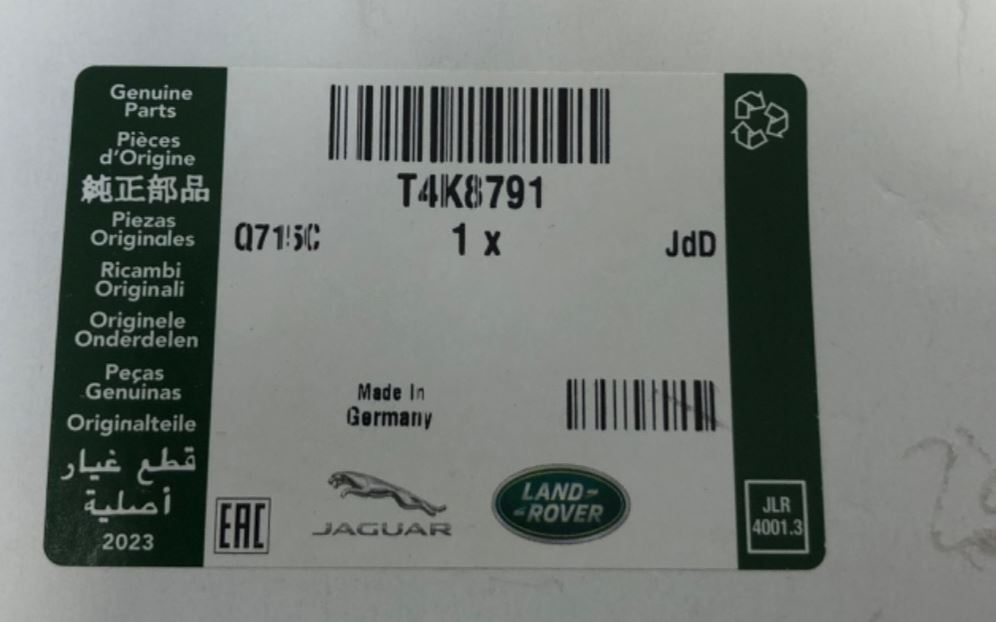 Genuine
Parts
Pièces
d'Origine
純正部品
Piezas
Originales
Ricambi
Originali
Originele
Onderdelen
Peças
Genuinas
Originalteile
قطع غيار
أصلية
2023
T4K8791
Q715C 1 x JdD
Made In
Germany
EAC
JAGUAR
LAND-
-ROVER
JLR
4001.3